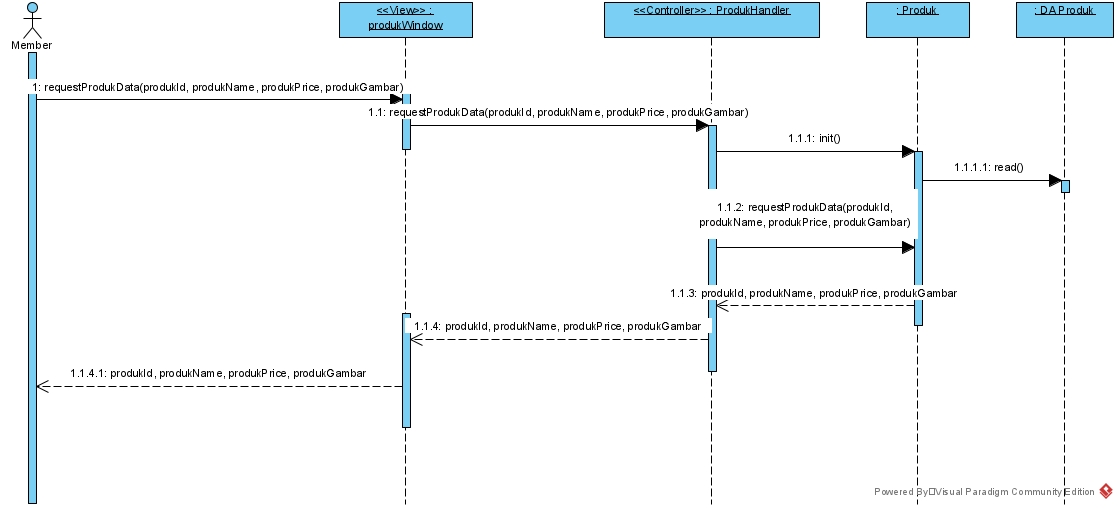 <<View>> :
produkWindow
<<Controller>> : ProdukHandler
: Produk
: DAProduk
Member
1: requestProdukData(produkId, produkName, produkPrice, produkGambar)
1.1: requestProdukData(produkId, produkName, produkPrice, produkGambar)
1.1.1: init()
1.1.1.1: read()
1.1.2: requestProdukData(produkId,
produkName, produkPrice, produkGambar)
1.1.3: produkId, produkName, produkPrice, produkGambar
1.1.4: produkId, produkName, produkPrice, produkGambar
1.1.4.1: produkId, produkName, produkPrice, produkGambar
Powered By Visual Paradigm Community Edition